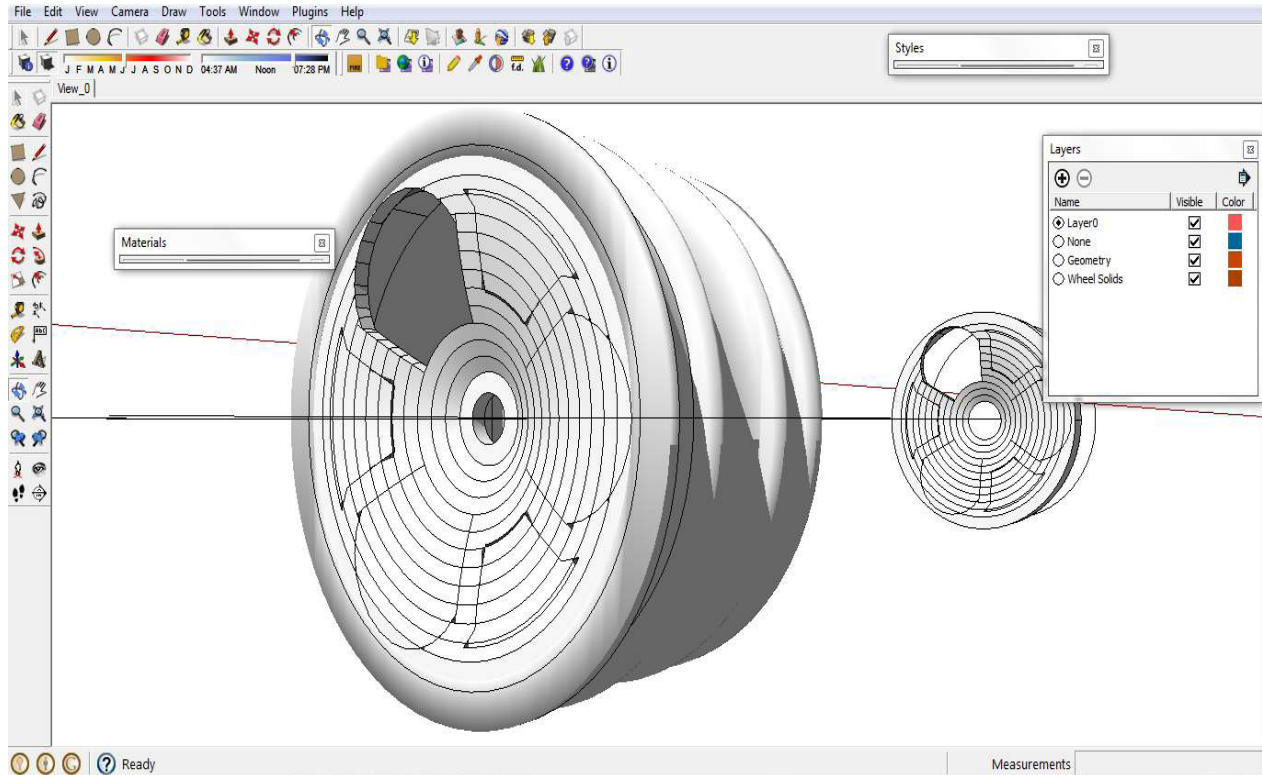 File Edit View Camera Draw Tools Window Plugins Help
Styles
J F M A M J J A S O N D 04:37 AM Noon 07:28 PM
f.d.
View_0
Layers
Name Visible Color
Layer0
None
Geometry
Wheel Solids
Materials
Ready
Measurements